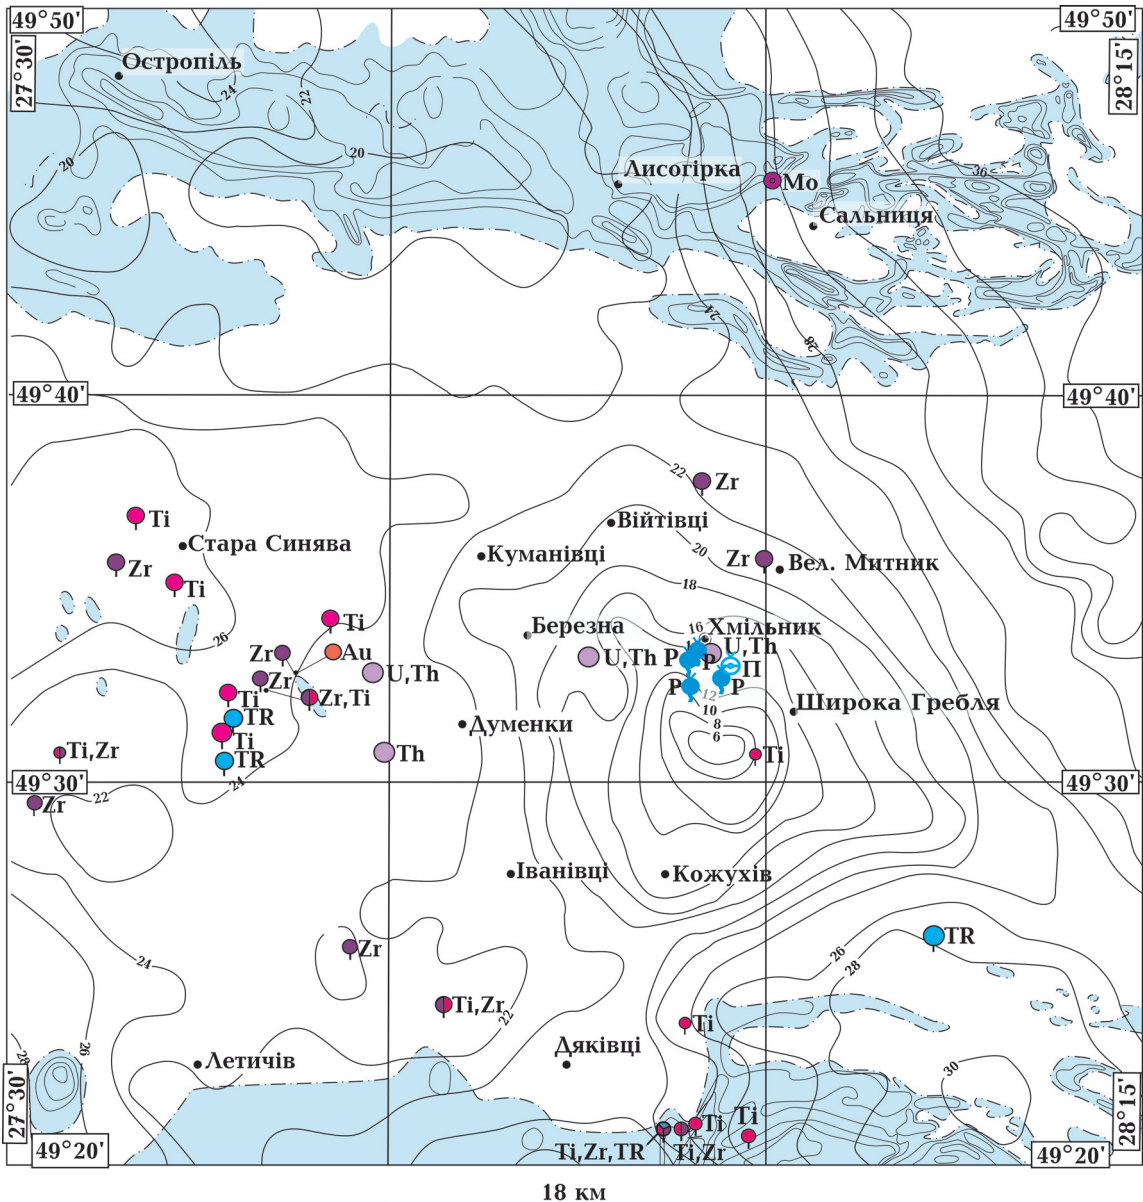 49°50'
49°50'
27°30'
28°15'
Остропіль
24
22
20
20
Лисогірка
Mo
36
Сальниця
24
28
49°40'
49°40'
22
Zr
Ti
Війтівці
Стара Синява
20
Куманівці
Zr
Вел. Митник
Zr
Ti
18
26
Ti
16
Хмільник
Березна
Zr
Au
U,Th
P
P
U,Th
П
U,Th
Zr
P
P
Ti
Zr,Ti
12
TR
10
Широка Гребля
Думенки
8
Ti
6
Ti,Zr
TR
Th
Ti
24
49°30'
49°30'
22
Zr
Іванівці
Кожухів
Zr
TR
26
24
28
Ti,Zr
22
Ti
28
26
Дяківці
Летичів
30
27°30'
28°15'
Ti
Ti
49°20'
Ti,Zr,TR
Ti,Zr
49°20'
18 км